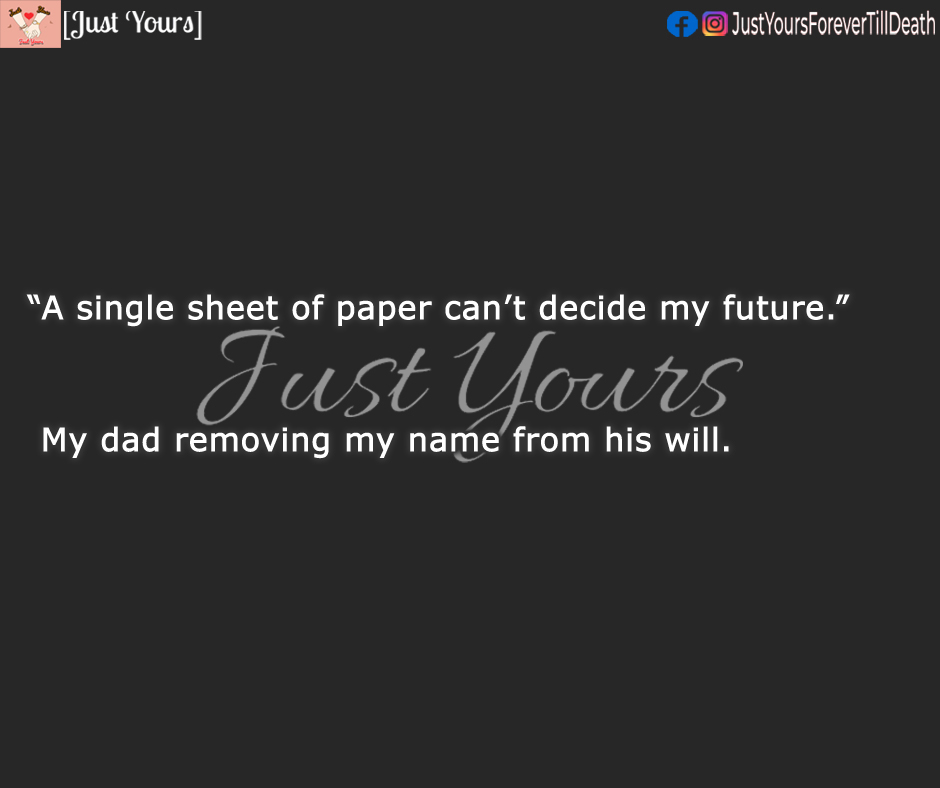 [Just Yours]
JustYoursForeverTillDeath
“A single sheet of paper can’t decide my future.”
Just Yours
My dad removing my name from his will.